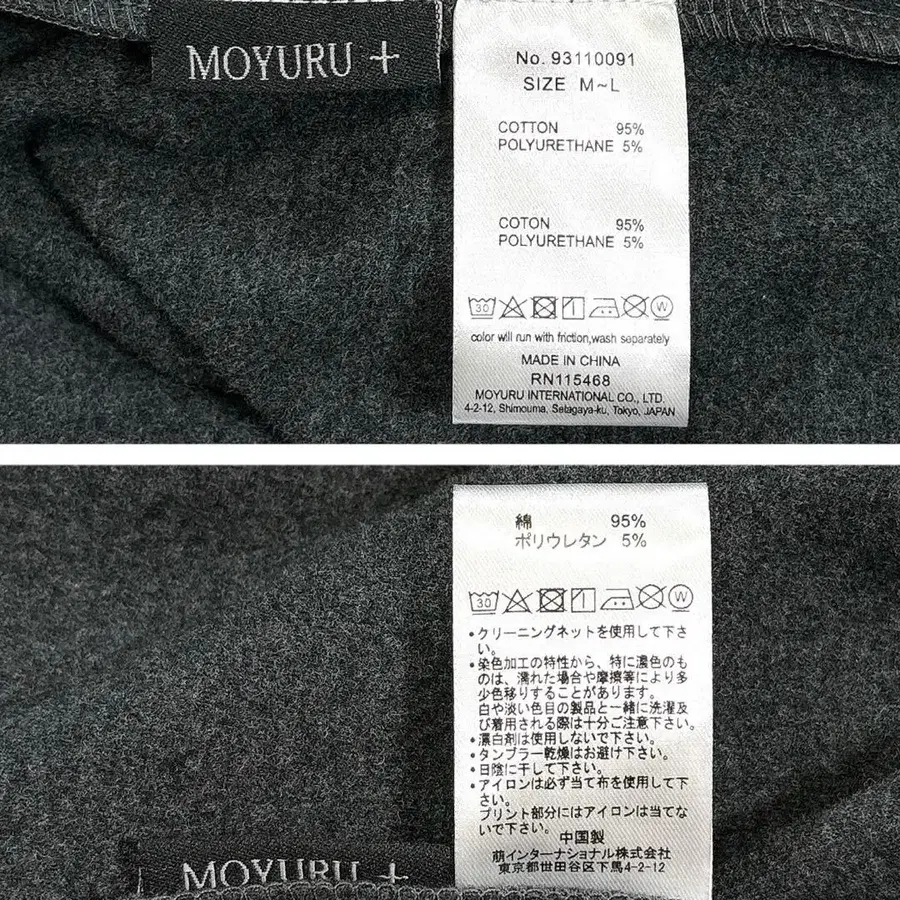 MOYURU +
No. 93110091
SIZE M~L
COTTON 95%
POLYURETHANE 5%
COTON 95%
POLYURETHANE 5%
30 W
color will run with friction,wash separately
MADE IN CHINA
RN115468
MOYURU INTERNATIONAL CO., LTD.
4-2-12, Shimouma, Setagaya-ku, Tokyo, JAPAN
綿 95%
ポリウレタン 5%
30 W
•クリーニングネットを使用して下さ
い。
•染色加工の特性から、特に濃色のも
のは、濡れた場合や摩擦等により多
少色移りすることがあります。
白や淡い色目の製品と一緒に洗濯及
び着用される際は十分ご注意下さい。
•漂白剤は使用しないで下さい。
•タンブラー乾燥はお避け下さい。
•日陰に干して下さい。
•アイロンは必ず当て布を使用して下
さい。
プリント部分にはアイロンは当てな
いで下さい。
中国製
萌インターナショナル株式会社
東京都世田谷区下馬4-2-12
MOYURU +